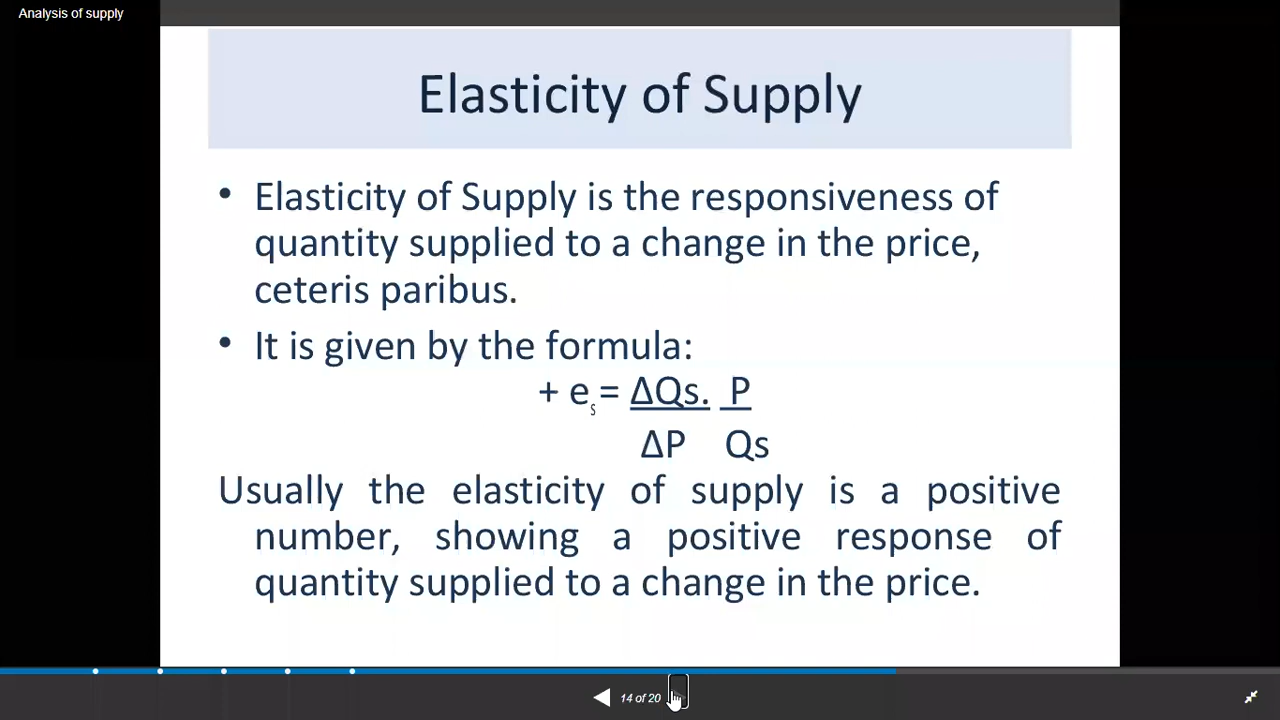 Analysis of supply
Elasticity of Supply
• Elasticity of Supply is the responsiveness of
quantity supplied to a change in the price,
ceteris paribus.
• It is given by the formula:
+ es = ΔQs. P
ΔP Qs
Usually the elasticity of supply is a positive
number, showing a positive response of
quantity supplied to a change in the price.
14 of 20